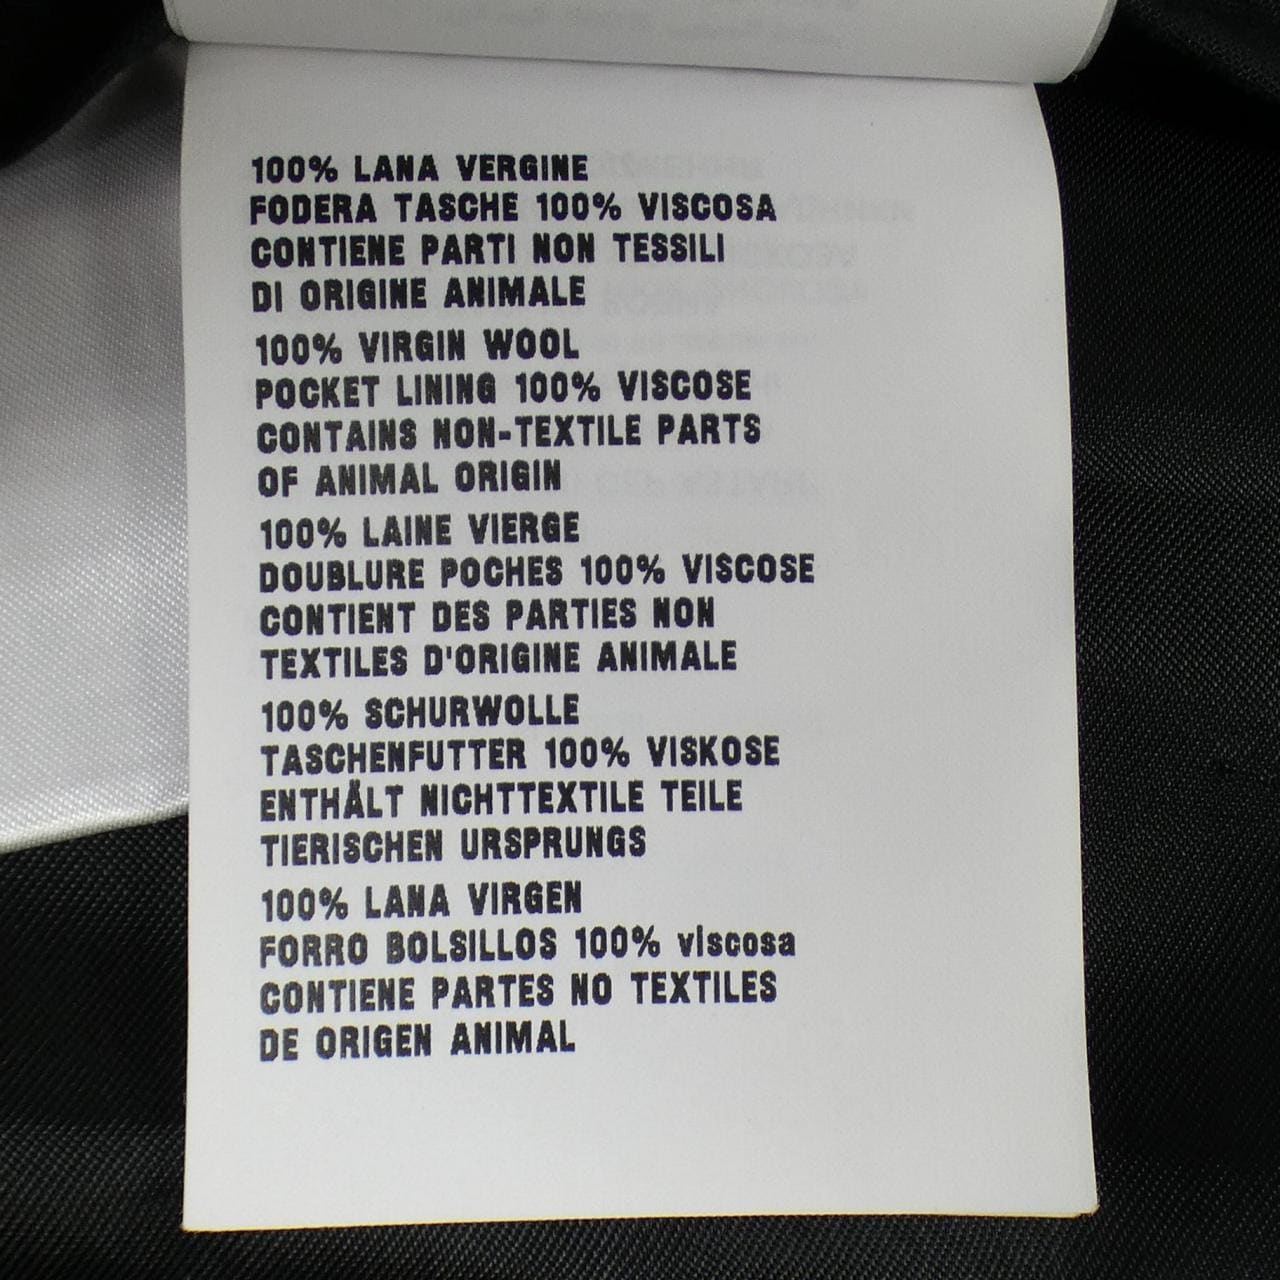 100% LANA VERGINE
FODERA TASCHE 100% VISCOSA
CONTIENE PARTI NON TESSILI
DI ORIGINE ANIMALE
100% VIRGIN WOOL
POCKET LINING 100% VISCOSE
CONTAINS NON-TEXTILE PARTS
OF ANIMAL ORIGIN
100% LAINE VIERGE
DOUBLURE POCHES 100% VISCOSE
CONTIENT DES PARTIES NON
TEXTILES D'ORIGINE ANIMALE
100% SCHURWOLLE
TASCHENFUTTER 100% VISKOSE
ENTHÄLT NICHTTEXTILE TEILE
TIERISCHEN URSPRUNGS
100% LANA VIRGEN
FORRO BOLSILLOS 100% viscosa
CONTIENE PARTES NO TEXTILES
DE ORIGEN ANIMAL